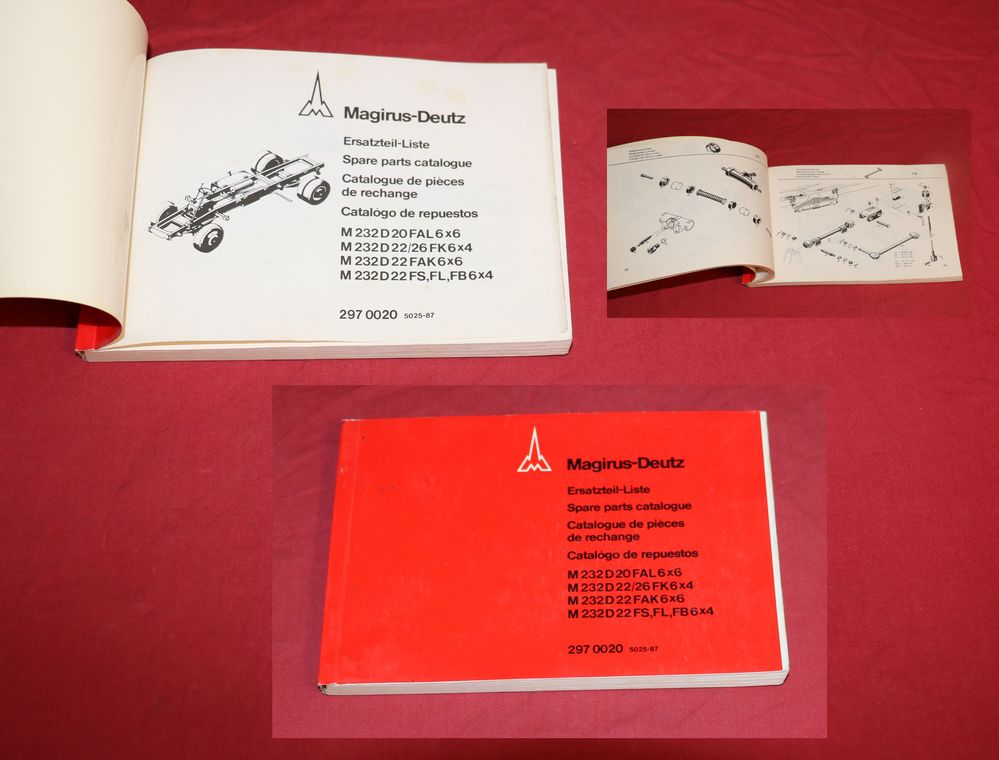 Magirus-Deutz
Ersatzteil-Liste
Spare parts catalogue
Catalogue de pièces
de rechange
Catalógo de repuestos
M 232 D 20 FAL 6x6
M 232 D 22/26 FK 6x4
M 232 D 22 FAK 6x6
M 232 D 22 FS, FL, FB 6x4
297 0020 5025-87
Magirus-Deutz
Ersatzteil-Liste
Spare parts catalogue
Catalogue de pièces
de rechange
Catalógo de repuestos
M 232 D 20 FAL 6x6
M 232 D 22/26 FK 6x4
M 232 D 22 FAK 6x6
M 232 D 22 FS, FL, FB 6x4
297 0020 5025-87